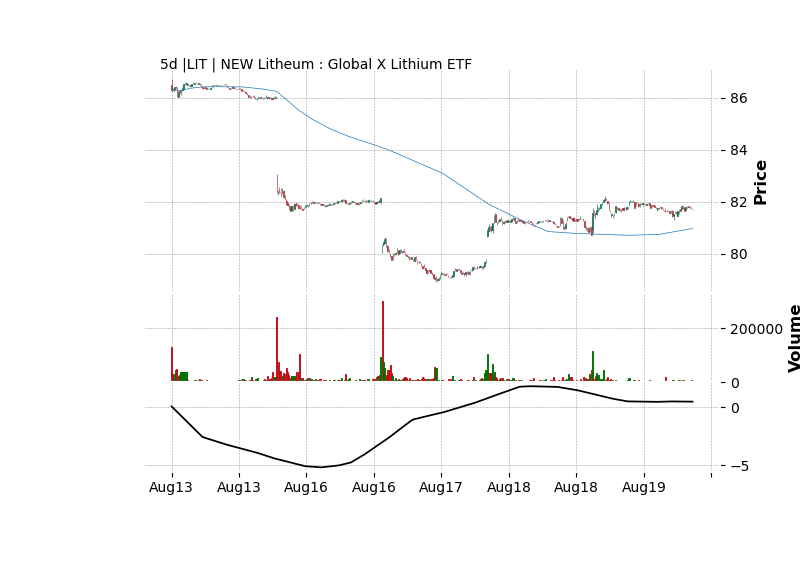 5d |LIT | NEW Litheum : Global X Lithium ETF
86
84
82
80
Price
200000
0
Volume
0
−5
Aug13 Aug13 Aug16 Aug16 Aug17 Aug18 Aug18 Aug19